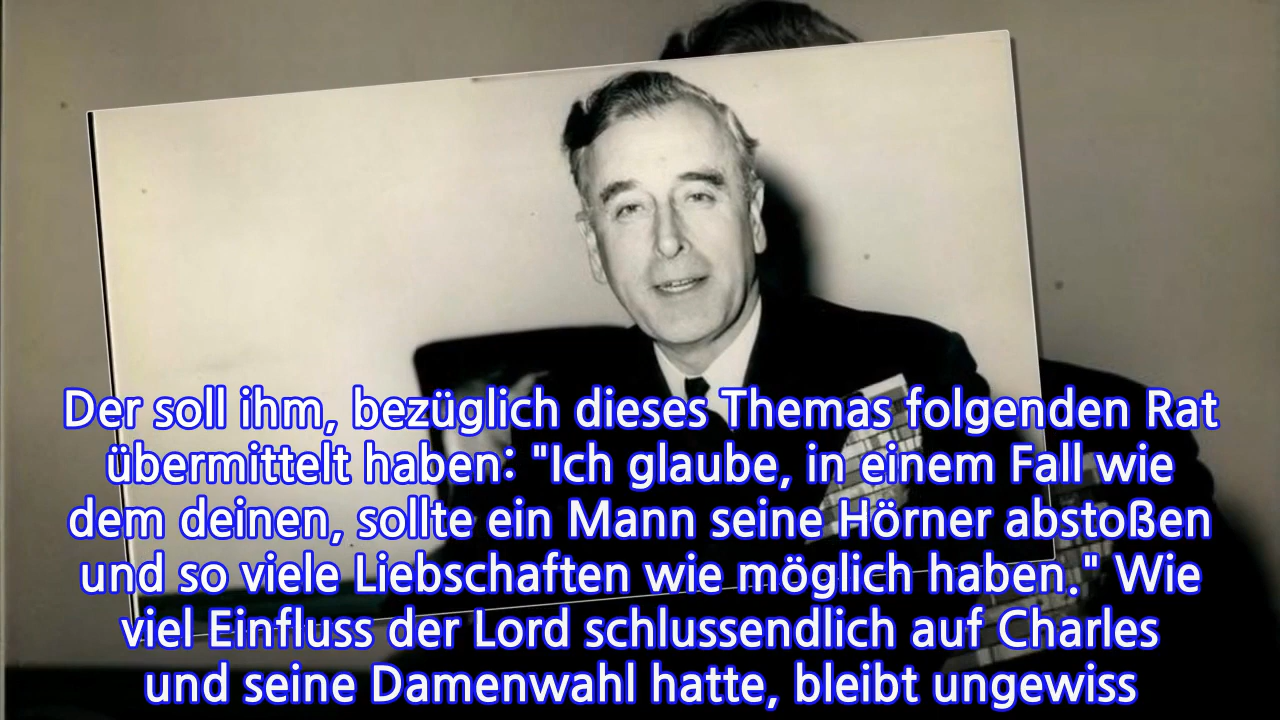 Der soll ihm, bezüglich dieses Themas folgenden Rat
übermittelt haben: "Ich glaube, in einem Fall wie
dem deinen, sollte ein Mann seine Hörner abstoßen
und so viele Liebschaften wie möglich haben." Wie
viel Einfluss der Lord schlussendlich auf Charles
und seine Damenwahl hatte, bleibt ungewiss